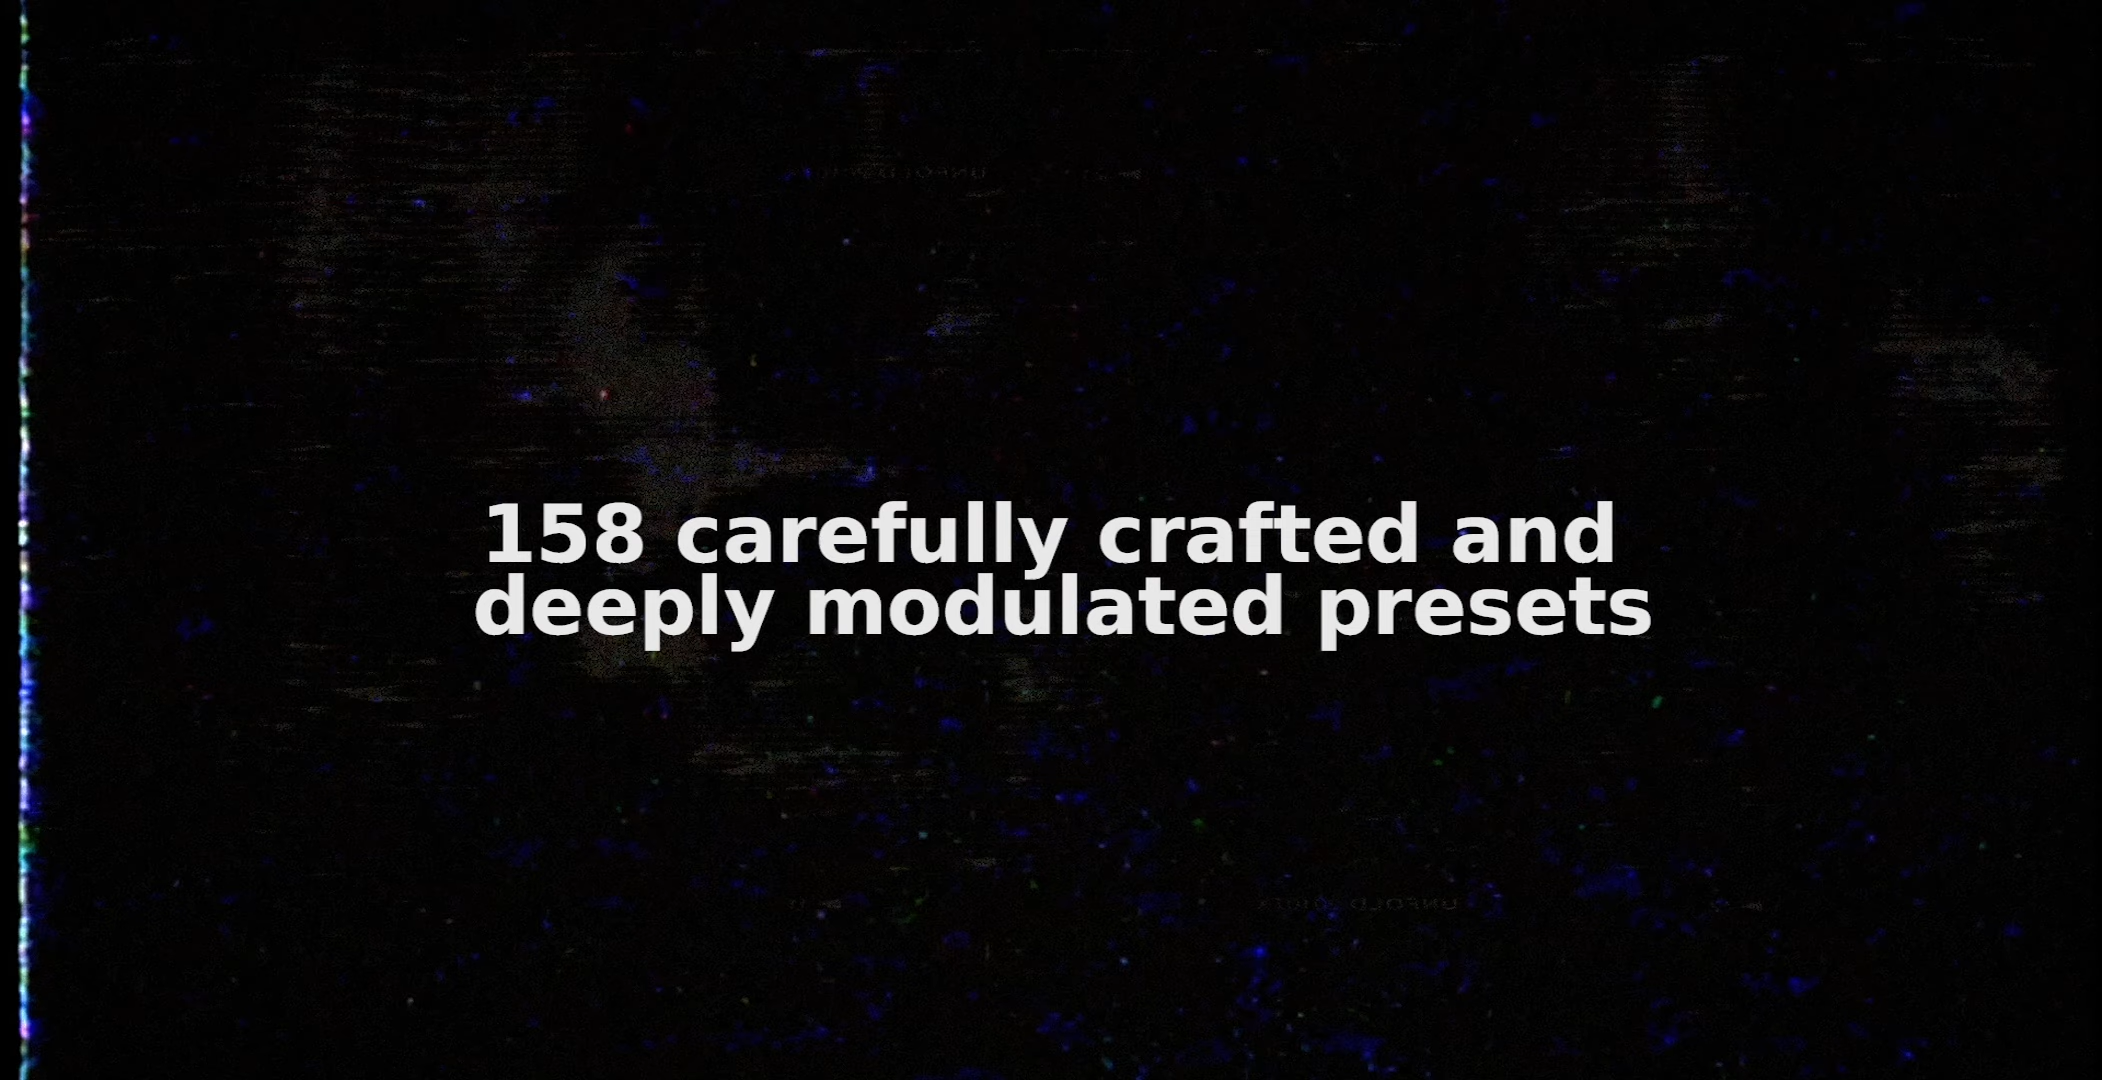 158 carefully crafted and
deeply modulated presets